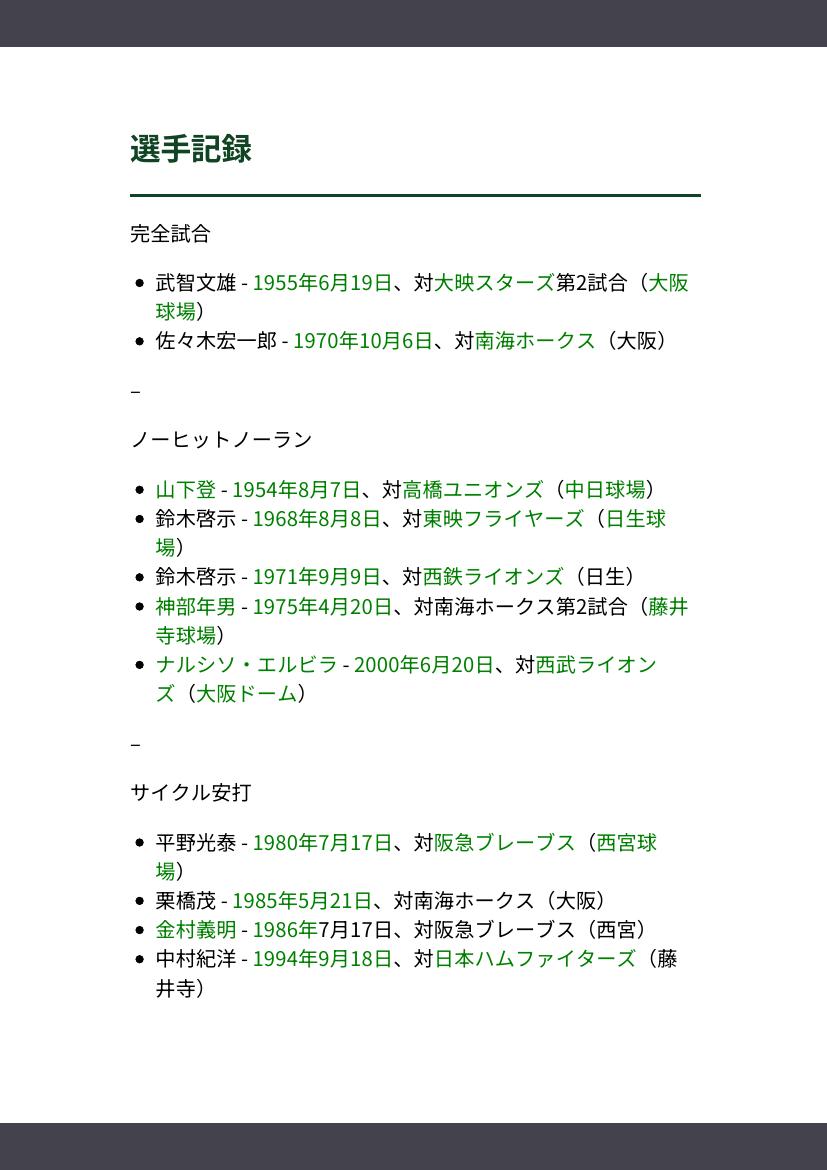 選手記録
完全試合
武智文雄 - 1955年6月19日、対大映スターズ第2試合（大阪
球場）
佐々木宏一郎 - 1970年10月6日、対南海ホークス（大阪）
–
ノーヒットノーラン
山下登 - 1954年8月7日、対高橋ユニオンズ（中日球場）
鈴木啓示 - 1968年8月8日、対東映フライヤーズ（日生球
場）
鈴木啓示 - 1971年9月9日、対西鉄ライオンズ（日生）
神部年男 - 1975年4月20日、対南海ホークス第2試合（藤井
寺球場）
ナルシソ・エルビラ - 2000年6月20日、対西武ライオン
ズ（大阪ドーム）
–
サイクル安打
平野光泰 - 1980年7月17日、対阪急ブレーブス（西宮球
場）
栗橋茂 - 1985年5月21日、対南海ホークス（大阪）
金村義明 - 1986年7月17日、対阪急ブレーブス（西宮）
中村紀洋 - 1994年9月18日、対日本ハムファイターズ（藤
井寺）